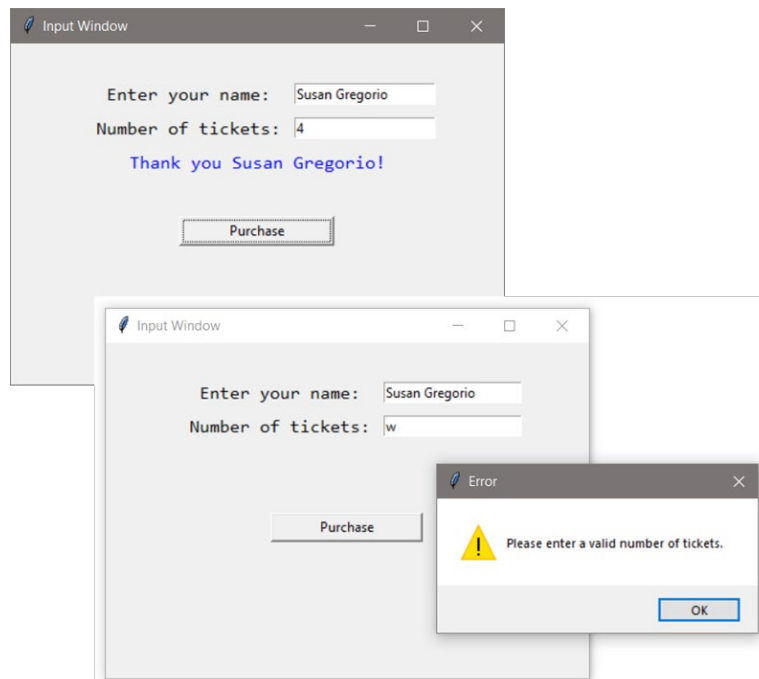 Input Window
Enter your name: Susan Gregorio
Number of tickets: 4
Thank you Susan Gregorio!
Purchase
Input Window
Enter your name: Susan Gregorio
Number of tickets: w
Purchase
Error
Please enter a valid number of tickets.
OK